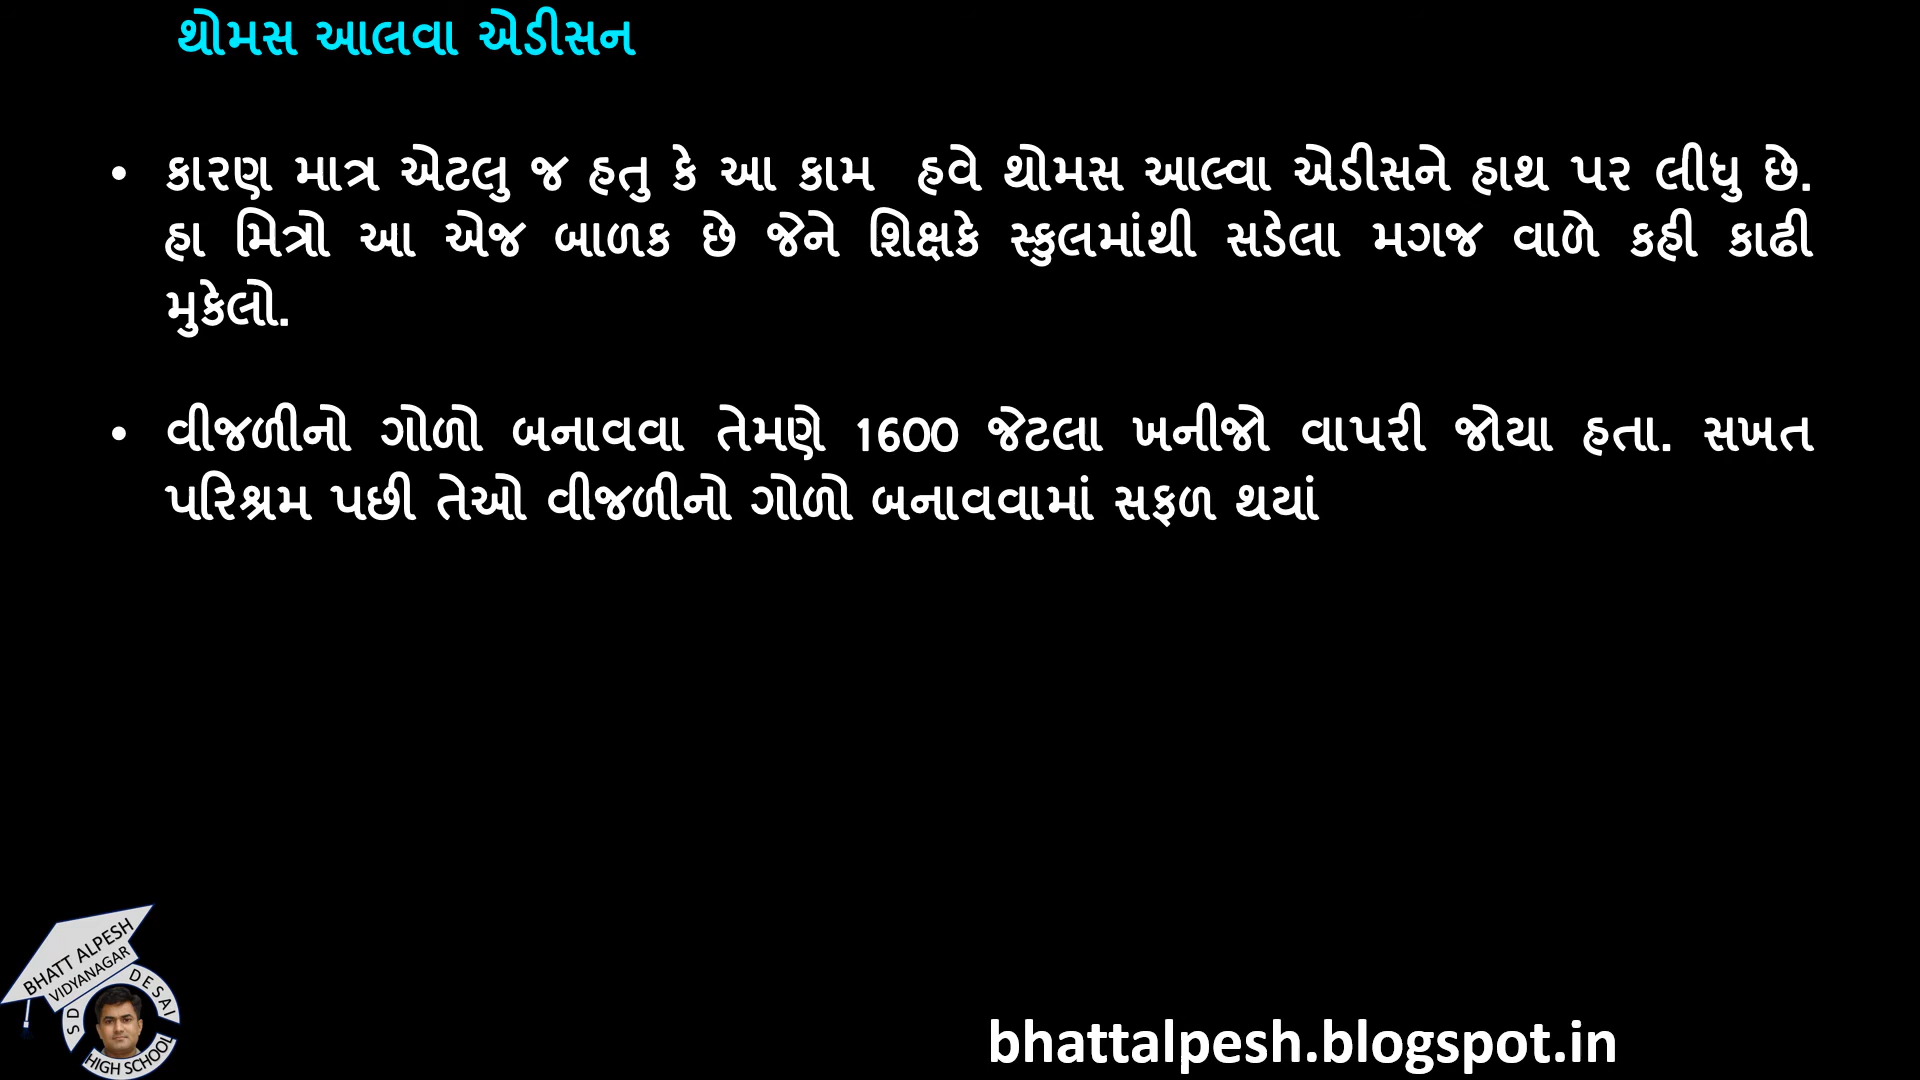 થોમસ આલવા એડીસન
• કારણ માત્ર એટલુ જ હતુ કે આ કામ હવે થોમસ આલ્વા એડીસને હાથ પર લીધુ છે.
હા મિત્રો આ એજ બાળક છે જેને શિક્ષકે સ્કુલમાંથી સડેલા મગજ વાળે કહી કાઢી
મુકેલો.
• વીજળીનો ગોળો બનાવવા તેમણે 1600 જેટલા ખનીજો વાપરી જોયા હતા. સખત
પરિશ્રમ પછી તેઓ વીજળીનો ગોળો બનાવવામાં સફળ થયાં
BHATT ALPESH
VIDYANAGAR
S D DESAI
HIGH SCHOOL
bhattalpesh.blogspot.in